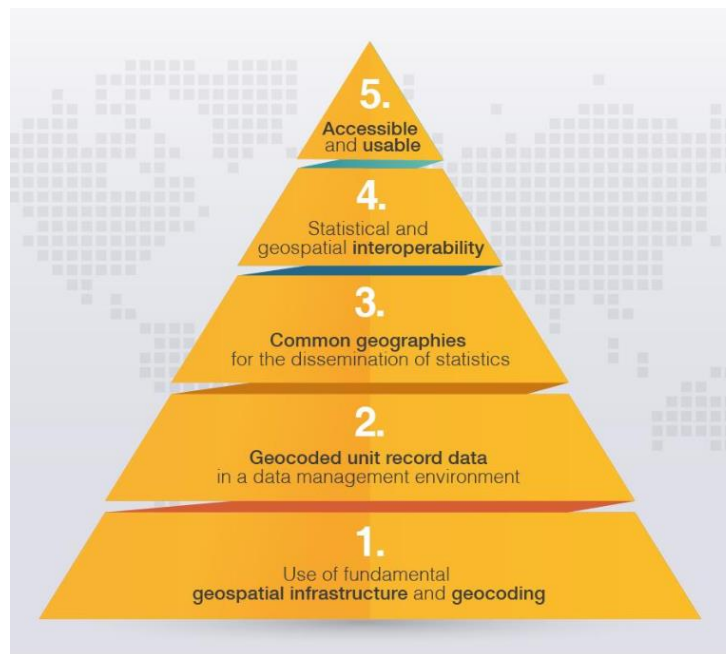 5.
Accessible
and usable
4.
Statistical and
geospatial interoperability
3.
Common geographies
for the dissemination of statistics
2.
Geocoded unit record data
in a data management environment
1.
Use of fundamental
geospatial infrastructure and geocoding